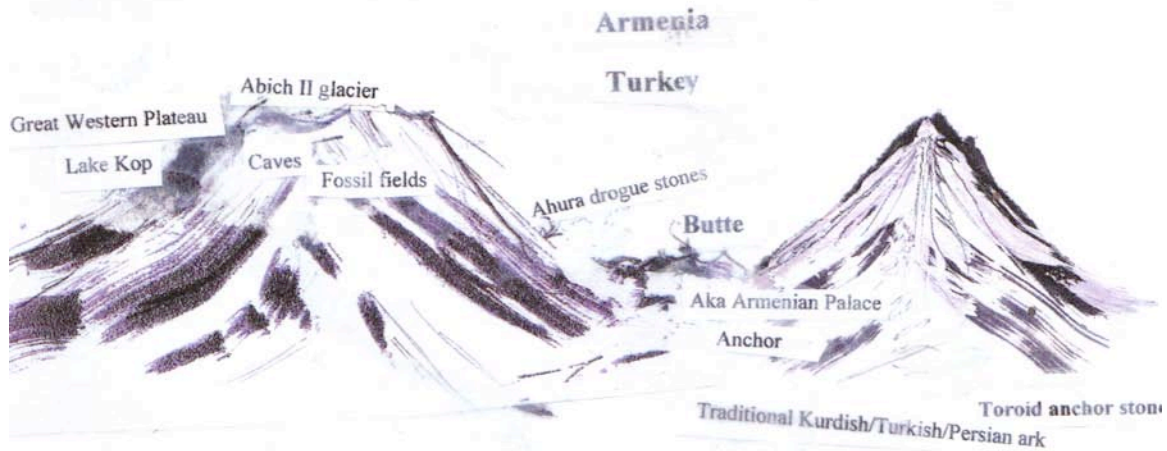 Armenia
Turkey
Abich II glacier
Great Western Plateau
Lake Kop
Caves
Fossil fields
Ahura drogue stones
Butte
Aka Armenian Palace
Anchor
Traditional Kurdish/Turkish/Persian ark
Toroid anchor stone